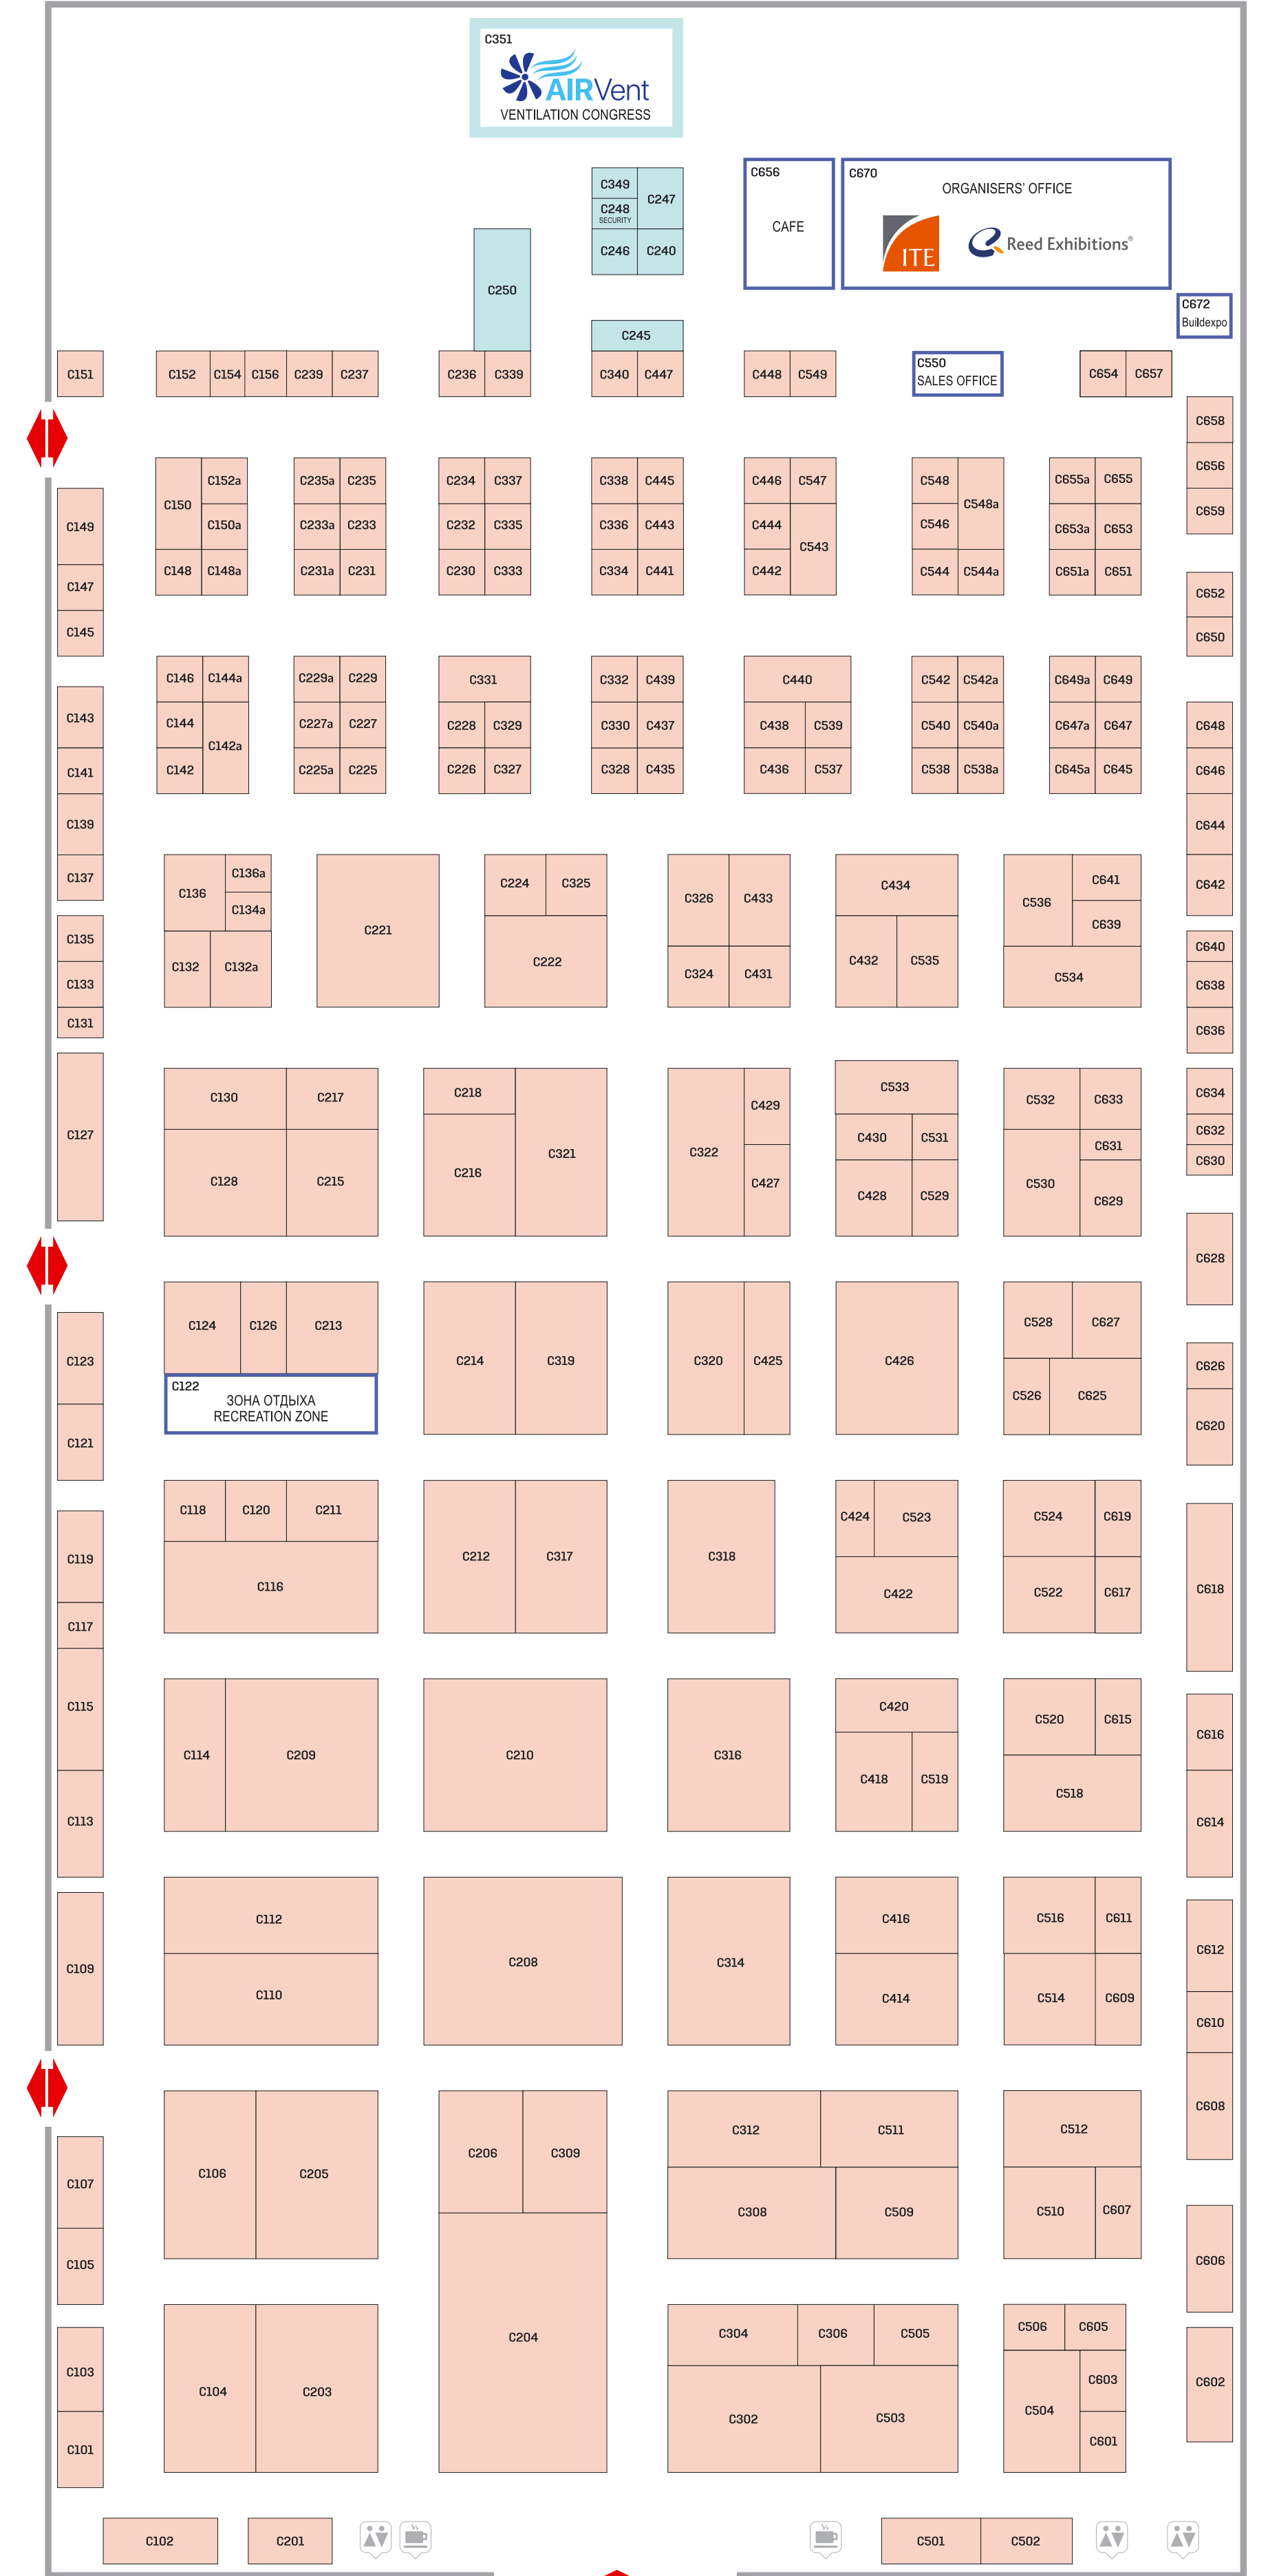 C351
AIRVent
VENTILATION CONGRESS
C349
C247
C248
SECURITY
C246 C240
C656
CAFE
C670
ORGANISERS' OFFICE
ITE
Reed Exhibitions®
C250
C245
C672
Buildexpo
C151 C152 C154 C156 C239 C237 C236 C339 C340 C447 C448 C549
C550
SALES OFFICE
C654 C657
C658
C656
C659
C149
C147
C145
C150 C152a C235a C235 C234 C337 C338 C445 C446 C547 C548 C548a C655a C655
C150a C233a C233 C232 C335 C336 C443 C444 C543 C546 C653a C653
C148 C148a C231a C231 C230 C333 C334 C441 C442 C544 C544a C651a C651
C652
C650
C146 C144a C229a C229 C331 C332 C439 C440 C542 C542a C649a C649
C143 C144 C142a C227a C227 C228 C329 C330 C437 C438 C539 C540 C540a C647a C647 C648
C141 C142 C225a C225 C226 C327 C328 C435 C436 C537 C538 C538a C645a C645 C646
C139 C644
C137 C136 C136a C221 C224 C325 C326 C433 C434 C536 C641 C642
C134a C639
C135 C640
C133 C132 C132a C222 C324 C431 C432 C535 C534 C638
C131 C636
C127 C130 C217 C218 C321 C322 C429 C533 C532 C633 C634
C430 C531 C631 C632
C630
C128 C215 C216 C427 C428 C529 C530 C629
C628
C124 C126 C213 C214 C319 C320 C425 C426 C528 C627
C123 C626
C122
ЗОНА ОТДЫХА
RECREATION ZONE
C526 C625
C121 C620
C118 C120 C211 C212 C317 C318 C424 C523 C524 C619
C119 C116 C422 C522 C617 C618
C117
C115 C114 C209 C210 C316 C420 C520 C615 C616
C418 C519 C518
C113 C614
C112 C208 C314 C416 C516 C611 C612
C109 C110 C414 C514 C609 C610
C608
C106 C205 C206 C309 C312 C511 C512
C107 C308 C509 C510 C607
C105 C606
C204 C304 C306 C505 C506 C605
C103 C104 C203 C302 C503 C504 C603 C602
C101 C601
C102 C201 C501 C502